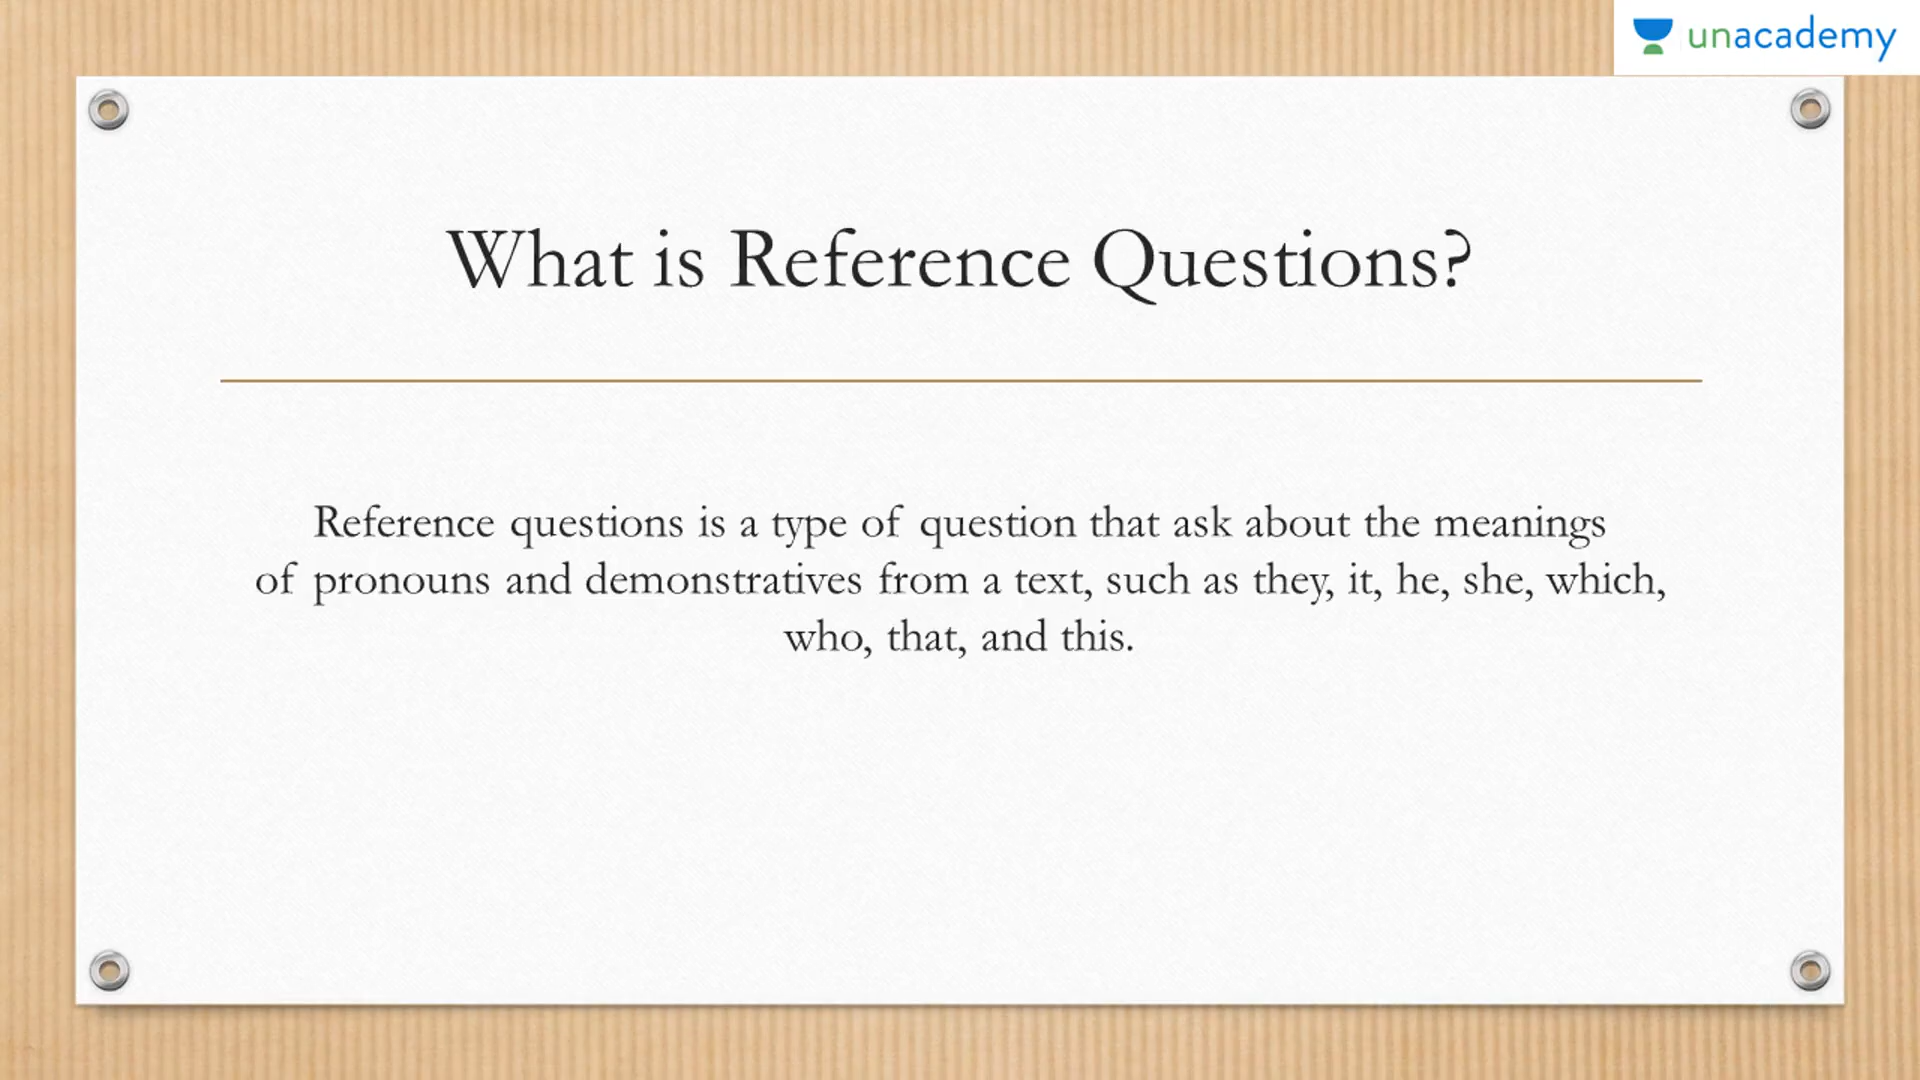 unacademy
What is Reference Questions?
Reference questions is a type of question that ask about the meanings
of pronouns and demonstratives from a text, such as they, it, he, she, which,
who, that, and this.